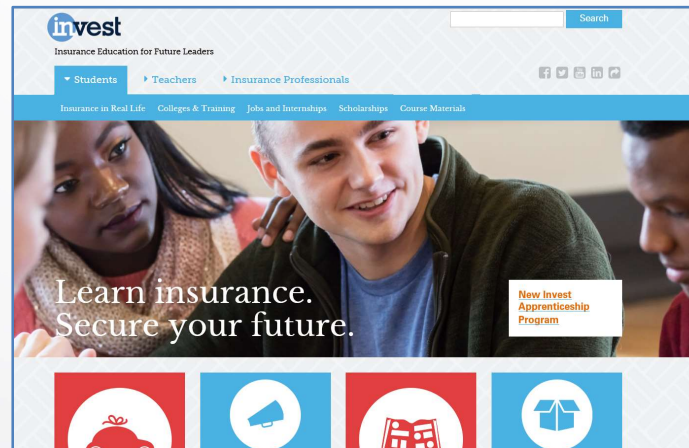 invest
Search
Insurance Education for Future Leaders
Students Teachers Insurance Professionals
Insurance in Real Life Colleges & Training Jobs and Internships Scholarships Course Materials
Learn insurance.
Secure your future.
New Invest
Apprenticeship
Program